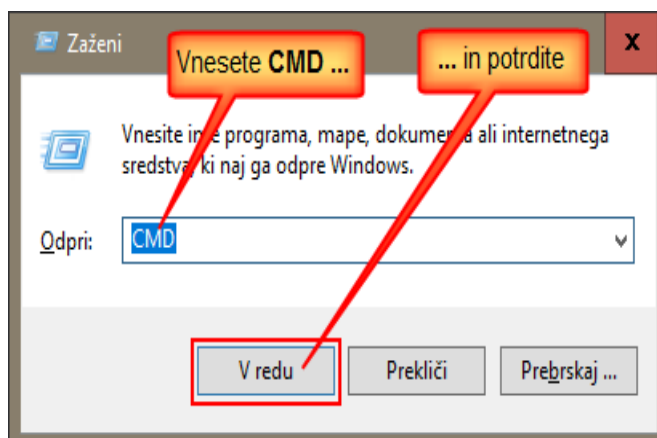 Zaženi
Vnesete CMD ...
... in potrdite
x
Vnesite ime programa, mape, dokumenta ali internetnega
sredstva, ki naj ga odpre Windows.
Odpri:
CMD
V redu
Prekliči
Prebrskaj ...